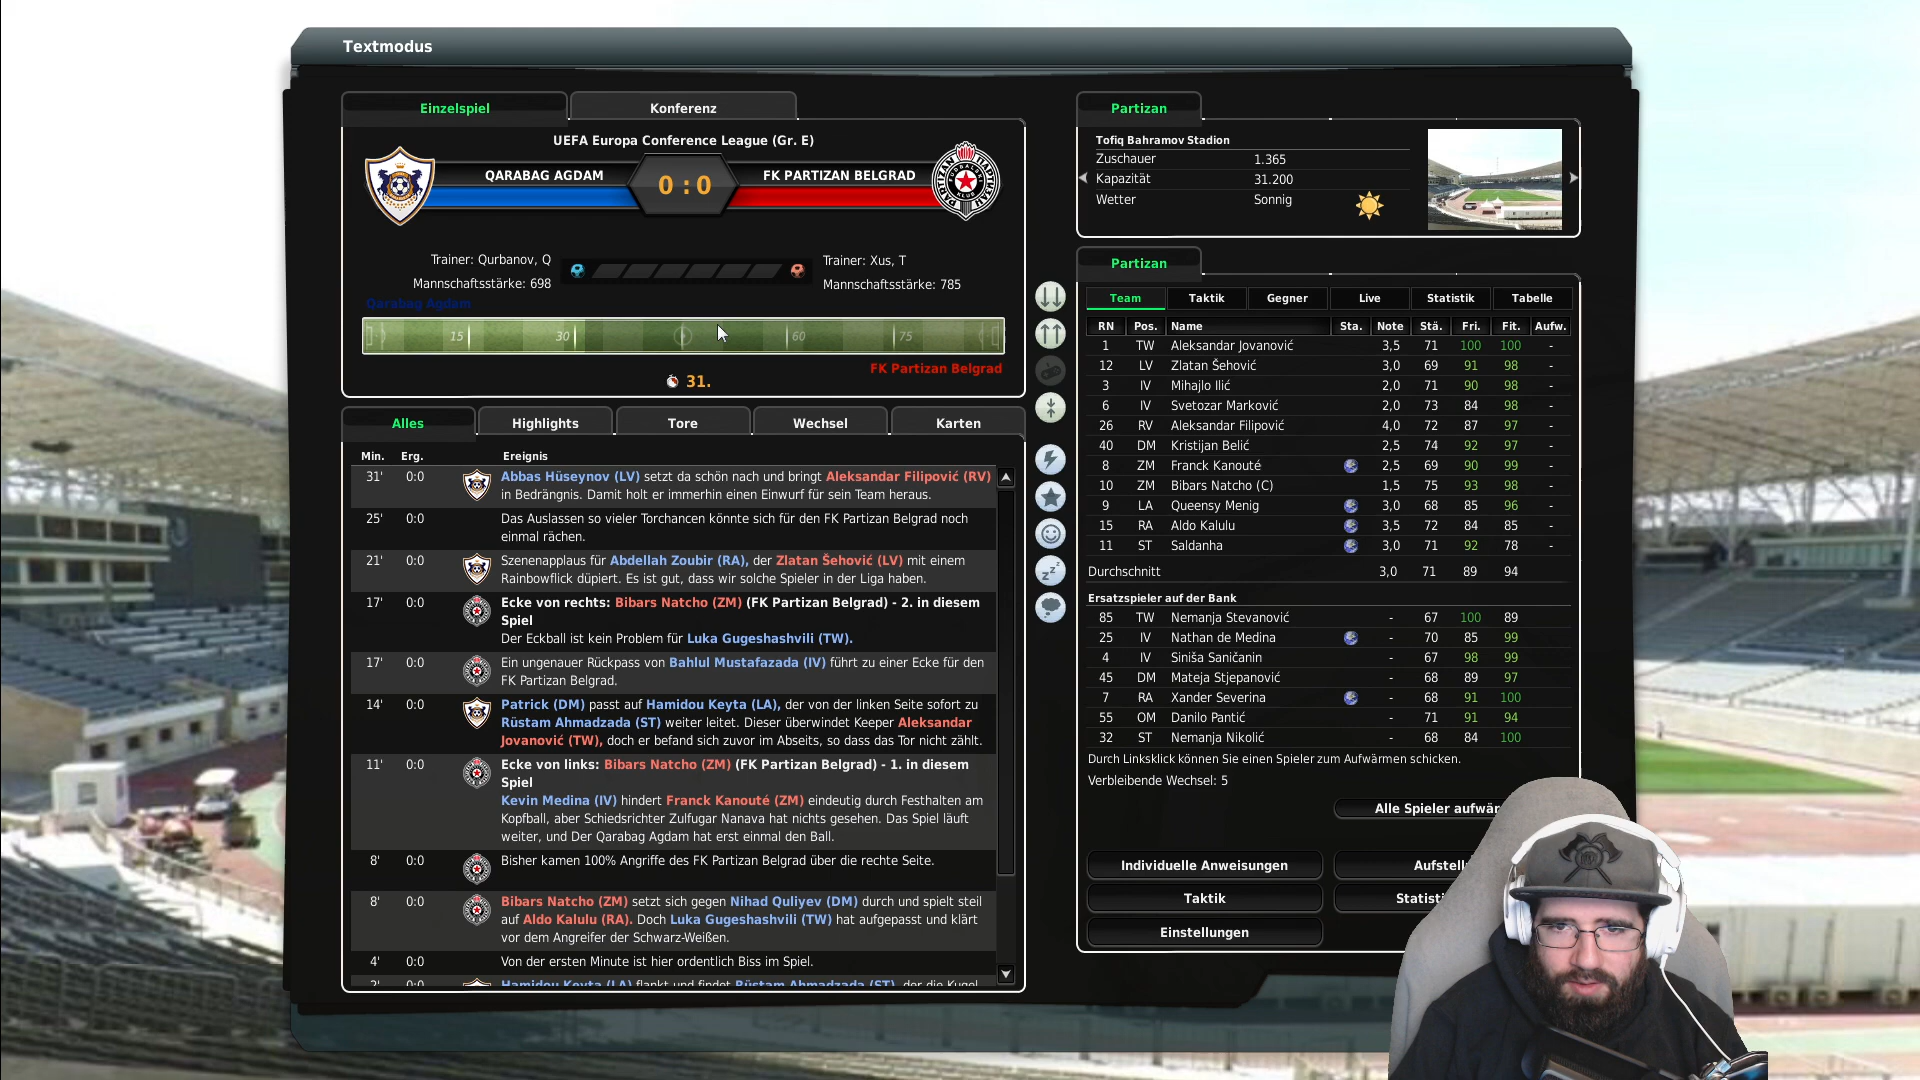 Textmodus
Einzelspiel
Konferenz
UEFA Europa Conference League (Gr. E)
QARABAG AGDAM
0 : 0
FK PARTIZAN BELGRAD
Trainer: Qurbanov, Q
Trainer: Xus, T
Mannschaftsstärke: 698
Mannschaftsstärke: 785
Qarabag Agdam
15
30
60
75
FK Partizan Belgrad
31.
Alles
Highlights
Tore
Wechsel
Karten
Min.
Erg.
Ereignis
31' 0:0 Abbas Hüseynov (LV) setzt da schön nach und bringt Aleksandar Filipović (RV)
in Bedrängnis. Damit holt er immerhin einen Einwurf für sein Team heraus.
25' 0:0 Das Auslassen so vieler Torchancen könnte sich für den FK Partizan Belgrad noch
einmal rächen.
21' 0:0 Szenenapplaus für Abdellah Zoubir (RA), der Zlatan Šehović (LV) mit einem
Rainbowflick düpiert. Es ist gut, dass wir solche Spieler in der Liga haben.
17' 0:0 Ecke von rechts: Bibars Natcho (ZM) (FK Partizan Belgrad) - 2. in diesem
Spiel
Der Eckball ist kein Problem für Luka Gugeshashvili (TW).
17' 0:0 Ein ungenauer Rückpass von Bahlul Mustafazada (IV) führt zu einer Ecke für den
FK Partizan Belgrad.
14' 0:0 Patrick (DM) passt auf Hamidou Keyta (LA), der von der linken Seite sofort zu
Rüstam Ahmadzada (ST) weiter leitet. Dieser überwindet Keeper Aleksandar
Jovanović (TW), doch er befand sich zuvor im Abseits, so dass das Tor nicht zählt.
11' 0:0 Ecke von links: Bibars Natcho (ZM) (FK Partizan Belgrad) - 1. in diesem
Spiel
Kevin Medina (IV) hindert Franck Kanouté (ZM) eindeutig durch Festhalten am
Kopfball, aber Schiedsrichter Zulfugar Nanava hat nichts gesehen. Das Spiel läuft
weiter, und Der Qarabag Agdam hat erst einmal den Ball.
8' 0:0 Bisher kamen 100% Angriffe des FK Partizan Belgrad über die rechte Seite.
8' 0:0 Bibars Natcho (ZM) setzt sich gegen Nihad Quliyev (DM) durch und spielt steil
auf Aldo Kalulu (RA). Doch Luka Gugeshashvili (TW) hat aufgepasst und klärt
vor dem Angreifer der Schwarz-Weißen.
4' 0:0 Von der ersten Minute ist hier ordentlich Biss im Spiel.
2' 0:0 Hamidou Keyta (LA) flankt und findet Rüstam Ahmadzada (ST), der die Kugel
Partizan
Tofiq Bahramov Stadion
Zuschauer 1.365
Kapazität 31.200
Wetter Sonnig
Partizan
Team
Taktik
Gegner
Live
Statistik
Tabelle
RN Pos. Name Sta. Note Stä. Fri. Fit. Aufw.
1 TW Aleksandar Jovanović 3,5 71 100 100 -
12 LV Zlatan Šehović 3,0 69 91 98 -
3 IV Mihajlo Ilić 2,0 71 90 98 -
6 IV Svetozar Marković 2,0 73 84 98 -
26 RV Aleksandar Filipović 4,0 72 87 97 -
40 DM Kristijan Belić 2,5 74 92 97 -
8 ZM Franck Kanouté 2,5 69 90 99 -
10 ZM Bibars Natcho (C) 1,5 75 93 98 -
9 LA Queensy Menig 3,0 68 85 96 -
15 RA Aldo Kalulu 3,5 72 84 85 -
11 ST Saldanha 3,0 71 92 78 -
Durchschnitt 3,0 71 89 94
Ersatzspieler auf der Bank
85 TW Nemanja Stevanović - 67 100 89
25 IV Nathan de Medina - 70 85 99
4 IV Siniša Saničanin - 67 98 99
45 DM Mateja Stjepanović - 68 89 97
7 RA Xander Severina - 68 91 100
55 OM Danilo Pantić - 71 91 94
32 ST Nemanja Nikolić - 68 84 100
Durch Linksklick können Sie einen Spieler zum Aufwärmen schicken.
Verbleibende Wechsel: 5
Alle Spieler aufwär
Individuelle Anweisungen
Aufstell
Taktik
Statist
Einstellungen